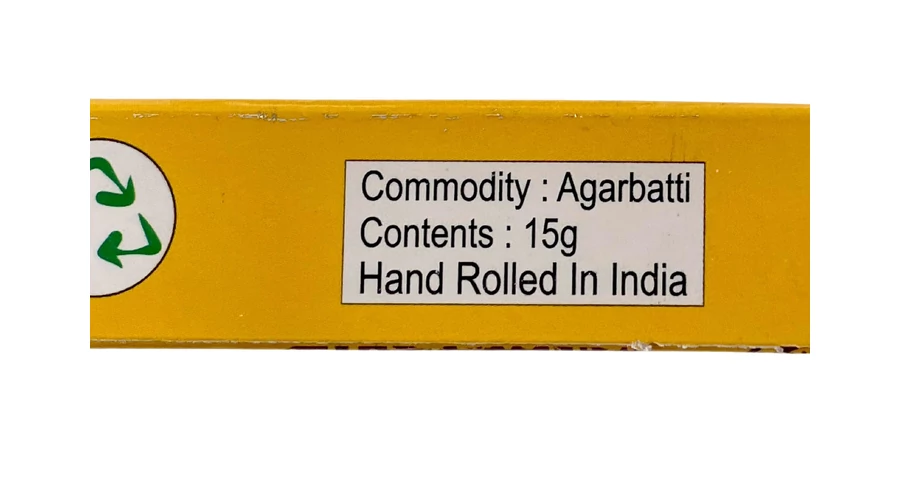 Commodity : Agarbatti
Contents : 15g
Hand Rolled In India